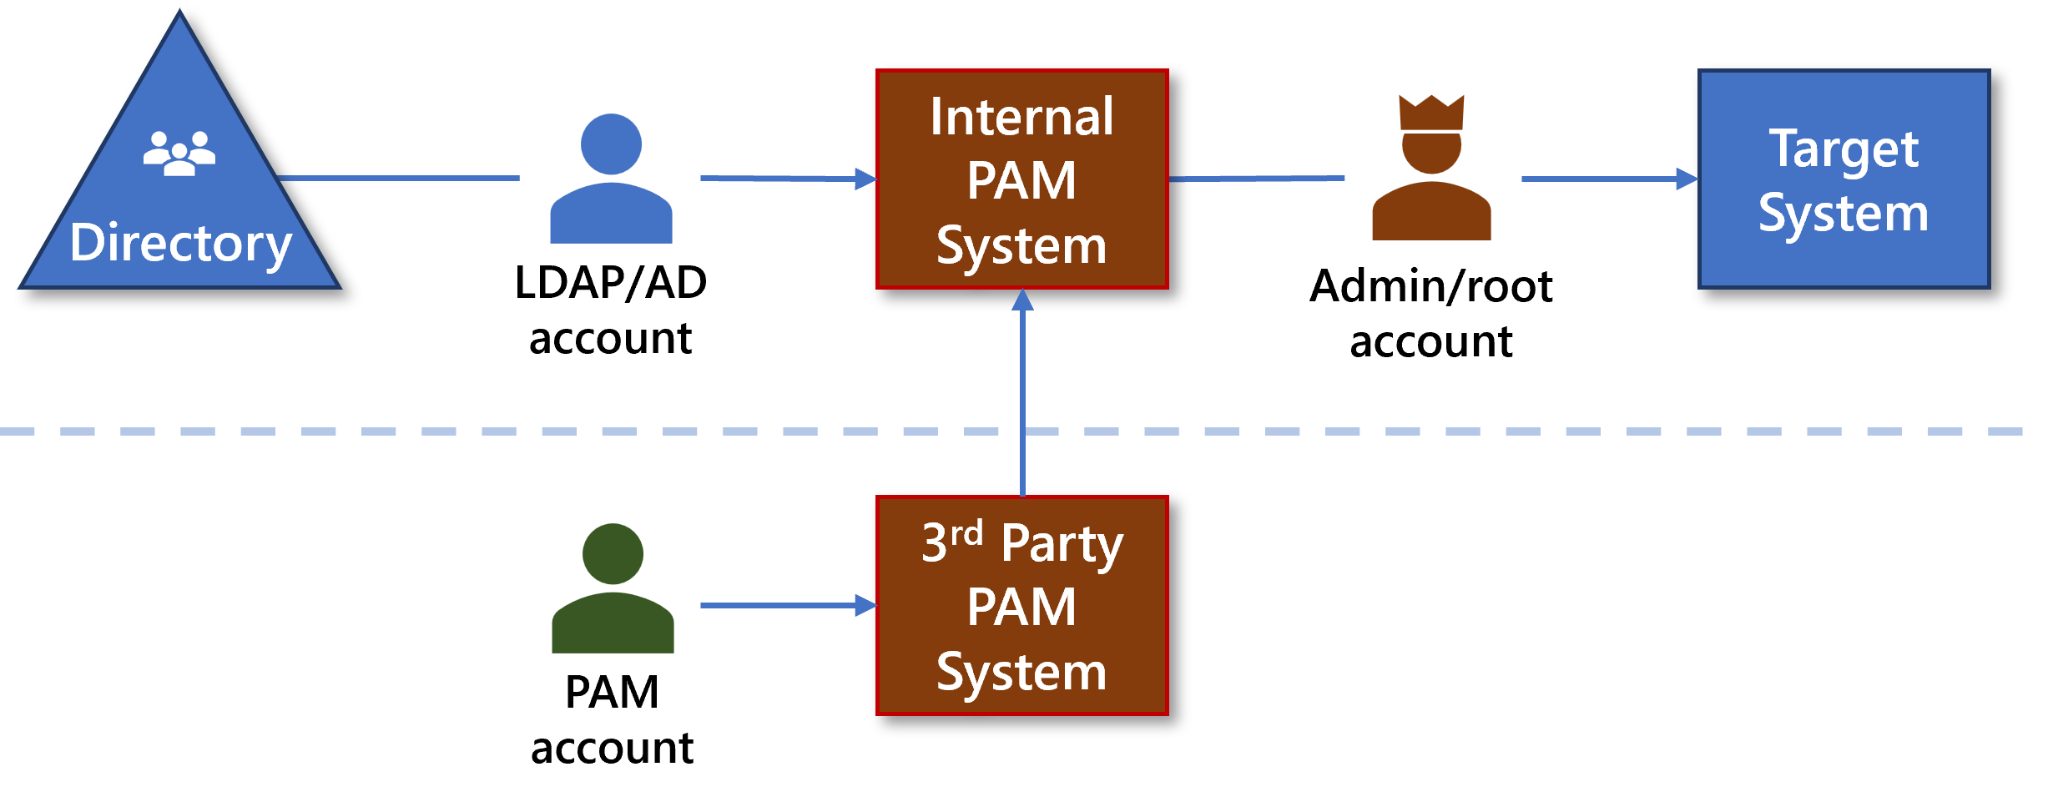 Directory
LDAP/AD
account
Internal
PAM
System
Admin/root
account
Target
System
PAM
account
3rd Party
PAM
System